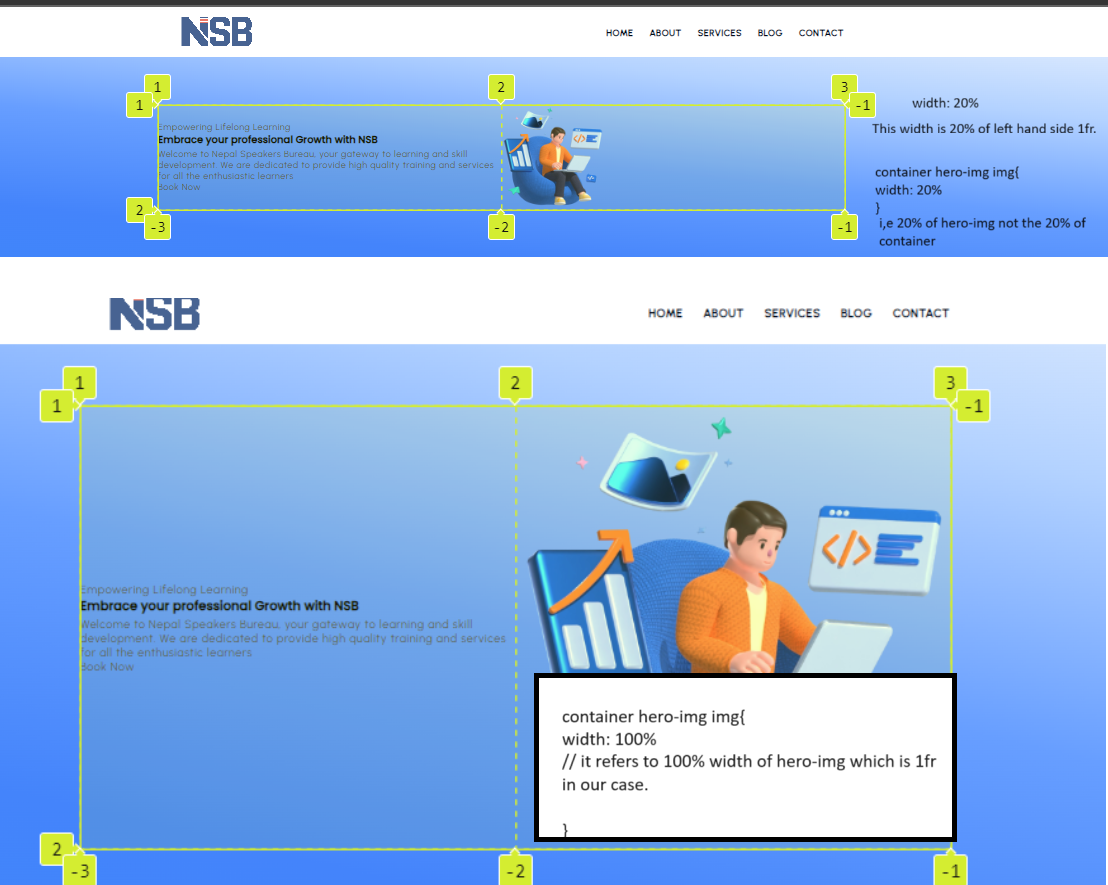 NSB
HOME ABOUT SERVICES BLOG CONTACT
1 2 3
1 -1
width: 20%
This width is 20% of left hand side 1fr.
Empowering Lifelong Learning
Embrace your professional Growth with NSB
Welcome to Nepal Speakers Bureau, your gateway to learning and skill
development. We are dedicated to provide high quality training and services
for all the enthusiastic learners
Book Now
container hero-img img{
width: 20%
}
i,e 20% of hero-img not the 20% of
container
2
-3 -2 -1
NSB
HOME ABOUT SERVICES BLOG CONTACT
1 2 3
1 -1
</>
Empowering Lifelong Learning
Embrace your professional Growth with NSB
Welcome to Nepal Speakers Bureau, your gateway to learning and skill
development. We are dedicated to provide high quality training and services
for all the enthusiastic learners
Book Now
container hero-img img{
width: 100%
// it refers to 100% width of hero-img which is 1fr
in our case.
}
2
-3 -2 -1